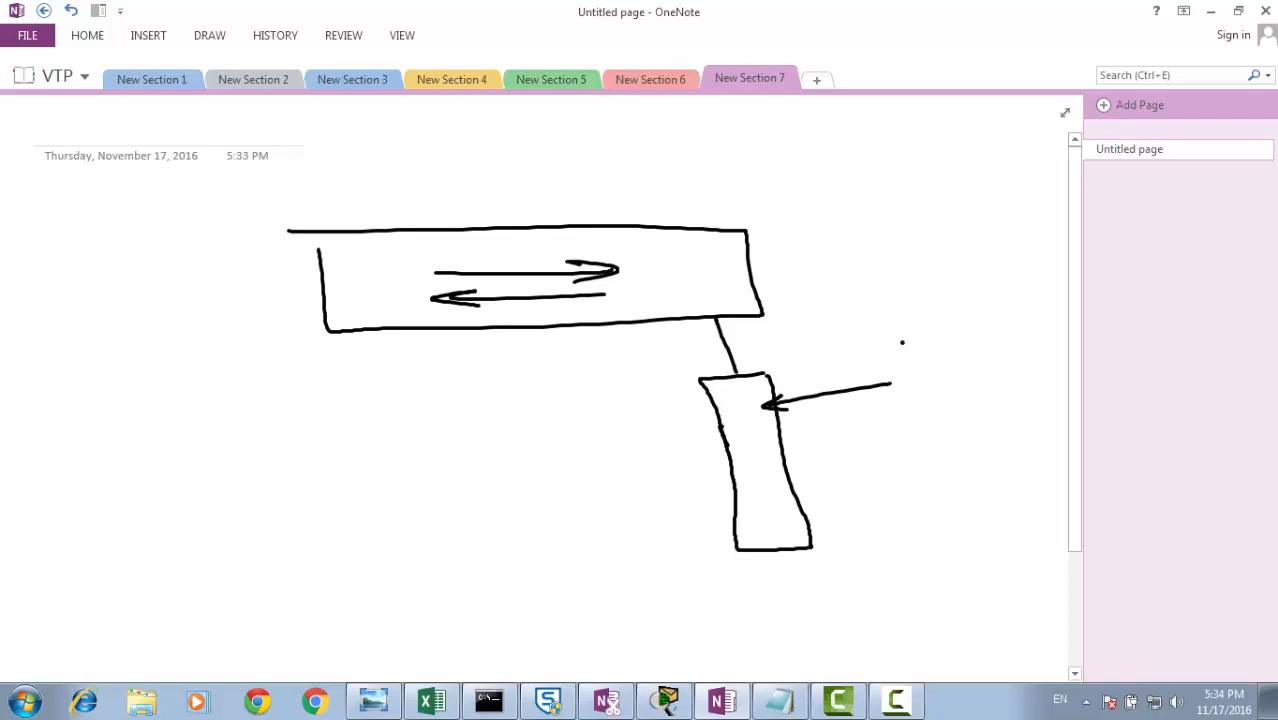 Untitled page - OneNote
FILE HOME INSERT DRAW HISTORY REVIEW VIEW Sign in
VTP New Section 1 New Section 2 New Section 3 New Section 4 New Section 5 New Section 6 New Section 7 Search (Ctrl+E)
Add Page
Untitled page
Thursday, November 17, 2016 5:33 PM
EN 5:34 PM
11/17/2016